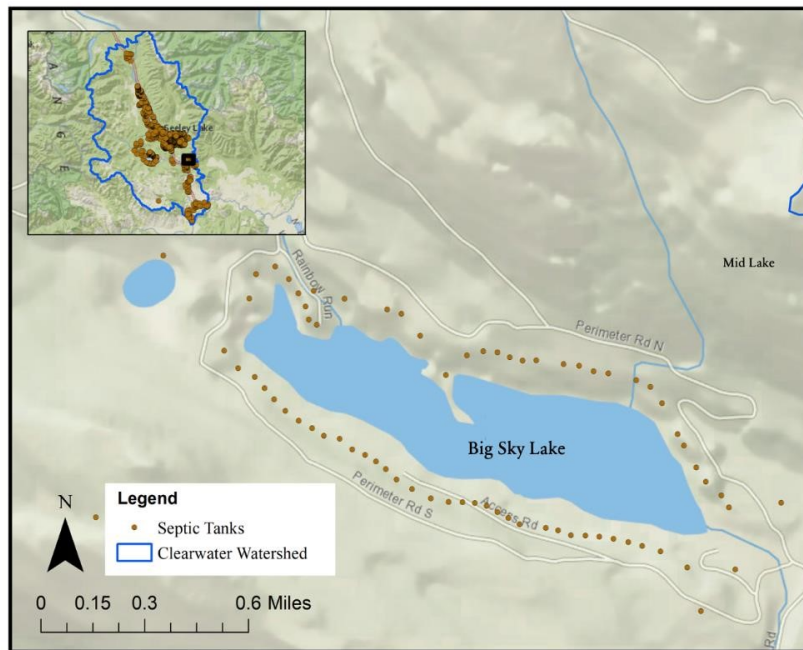 A
N
G
E
Seeley Lake
Rainbow Run
Mid Lake
Perimeter Rd N
Big Sky Lake
Access Rd
Perimeter Rd S
Rd
Legend
Septic Tanks
Clearwater Watershed
N
0 0.15 0.3 0.6 Miles